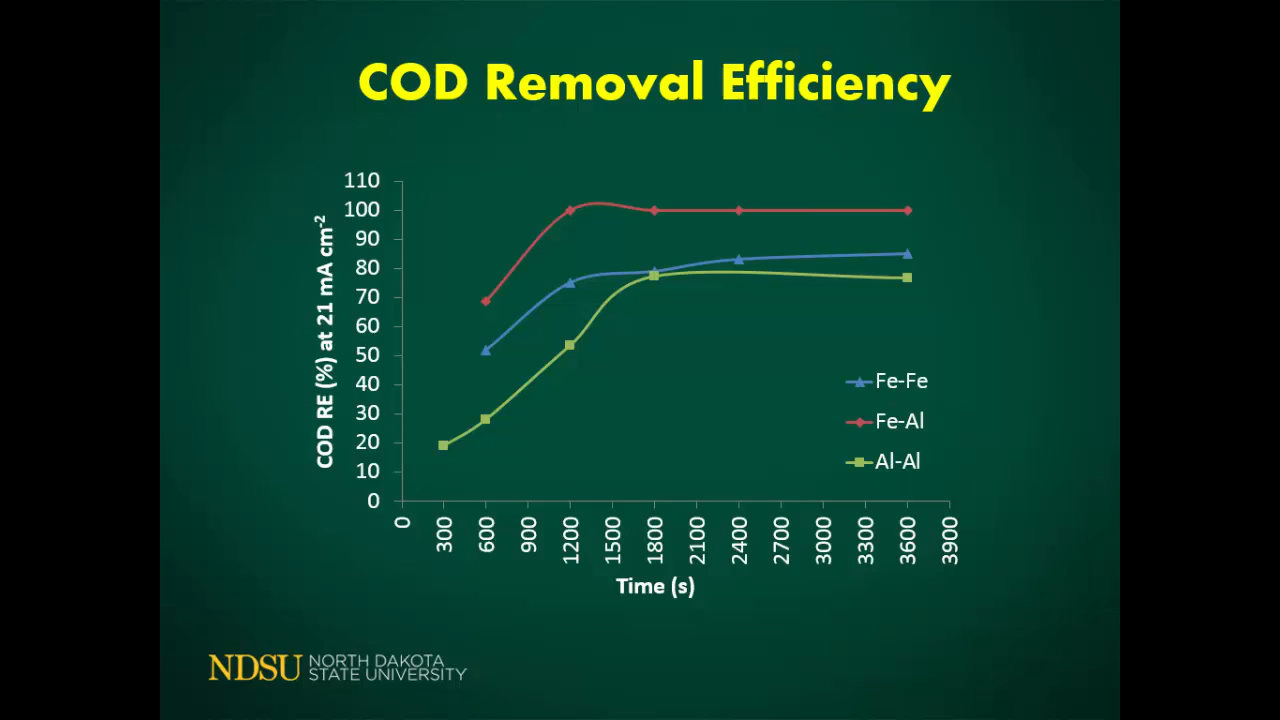 COD Removal Efficiency
COD RE (%) at 21 mA cm-2
110
100
90
80
70
60
50
40
30
20
10
0
0
300
600
900
1200
1500
1800
2100
2400
2700
3000
3300
3600
3900
Time (s)
Fe-Fe
Fe-Al
Al-Al
NDSU
NORTH DAKOTA
STATE UNIVERSITY